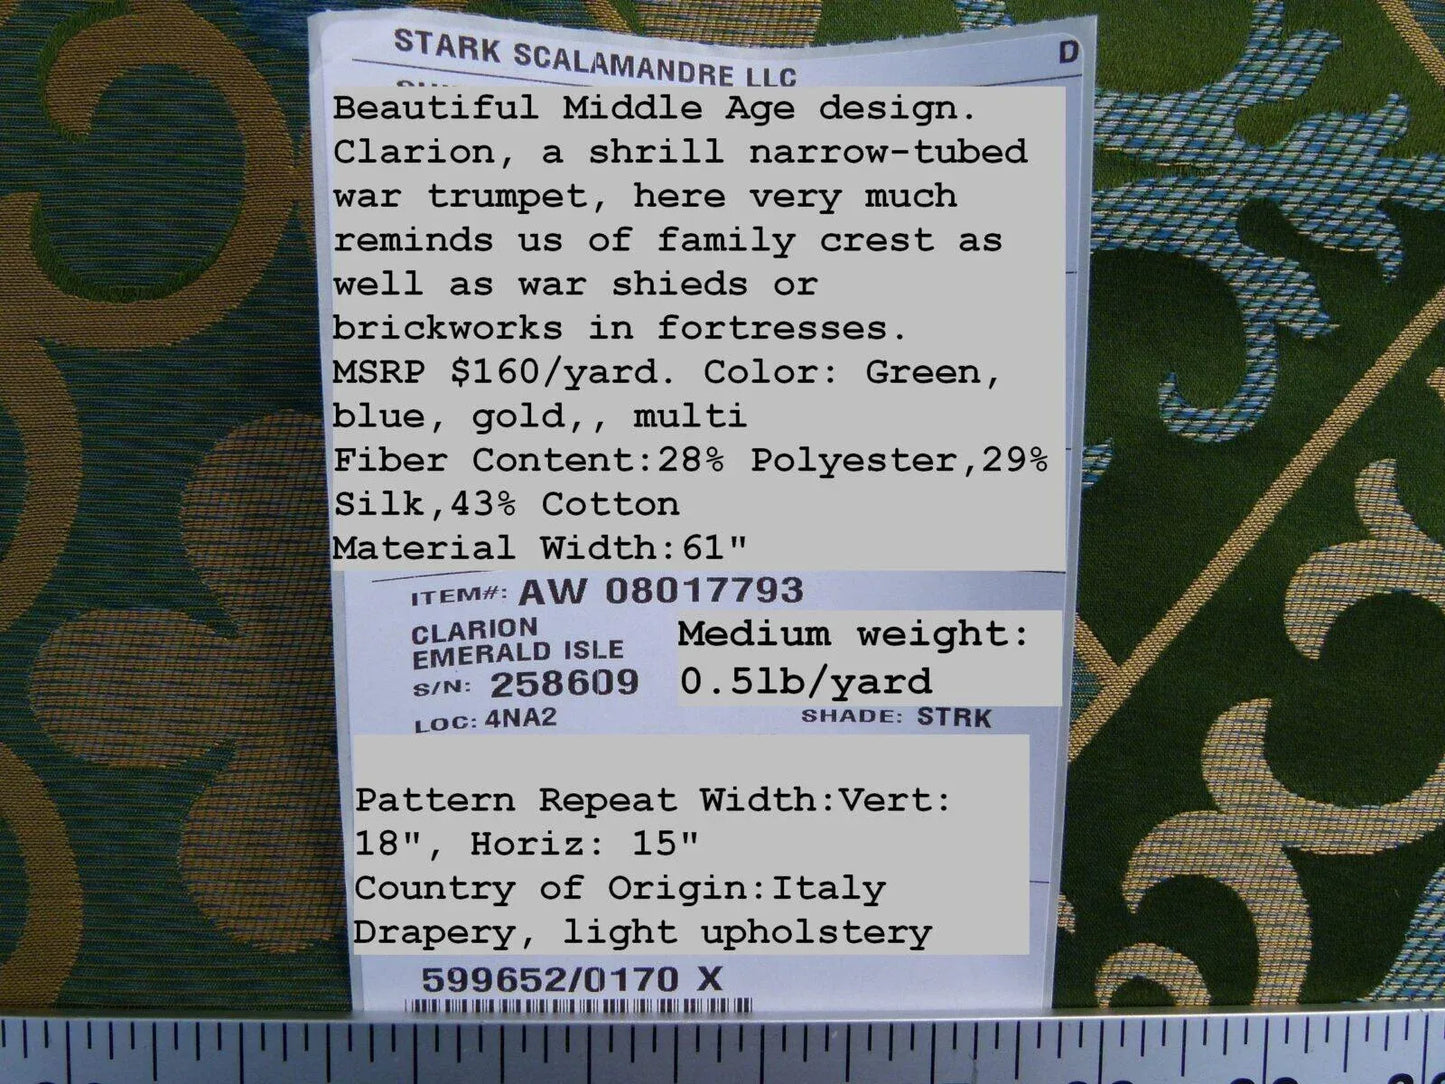 STARK SCALAMANDRE LLC
D
Beautiful Middle Age design.
Clarion, a shrill narrow-tubed
war trumpet, here very much
reminds us of family crest as
well as war shieds or
brickworks in fortresses.
MSRP $160/yard. Color: Green,
blue, gold,, multi
Fiber Content:28% Polyester,29%
Silk,43% Cotton
Material Width:61"
ITEM#: AW 08017793
CLARION
EMERALD ISLE
S/N: 258609
Medium weight:
0.5lb/yard
LOC: 4NA2
SHADE: STRK
Pattern Repeat Width:Vert:
18", Horiz: 15"
Country of Origin:Italy
Drapery, light upholstery
599652/0170 X